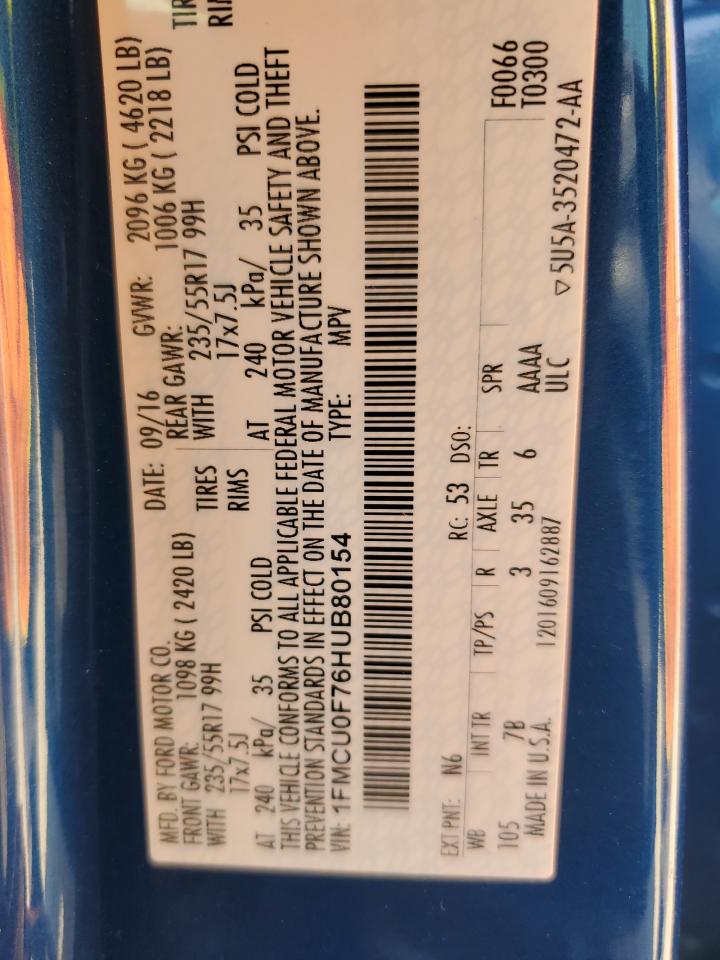 MFD. BY FORD MOTOR CO.
DATE: 09/16 GVWR: 2096 KG ( 4620 LB)
FRONT GAWR: 1098 KG ( 2420 LB) REAR GAWR: 1006 KG ( 2218 LB)
WITH 235/55R17 99H TIRES WITH 235/55R17 99H TIR
17x7.5J RIMS 17x7.5J RI
AT 240 kPa/ 35 PSI COLD AT 240 kPa/ 35 PSI COLD
THIS VEHICLE CONFORMS TO ALL APPLICABLE FEDERAL MOTOR VEHICLE SAFETY AND THEFT
PREVENTION STANDARDS IN EFFECT ON THE DATE OF MANUFACTURE SHOWN ABOVE.
VIN: 1FMCU0F76HUB80154 TYPE: MPV
EXT PNT: N6 RC: 53 DSO:
WB INT TR TP/PS R AXLE TR SPR F0066
105 7B 3 35 6 AAAA T0300
MADE IN U.S.A. 1201609162887 ULC ▽5U5A-3520472-AA